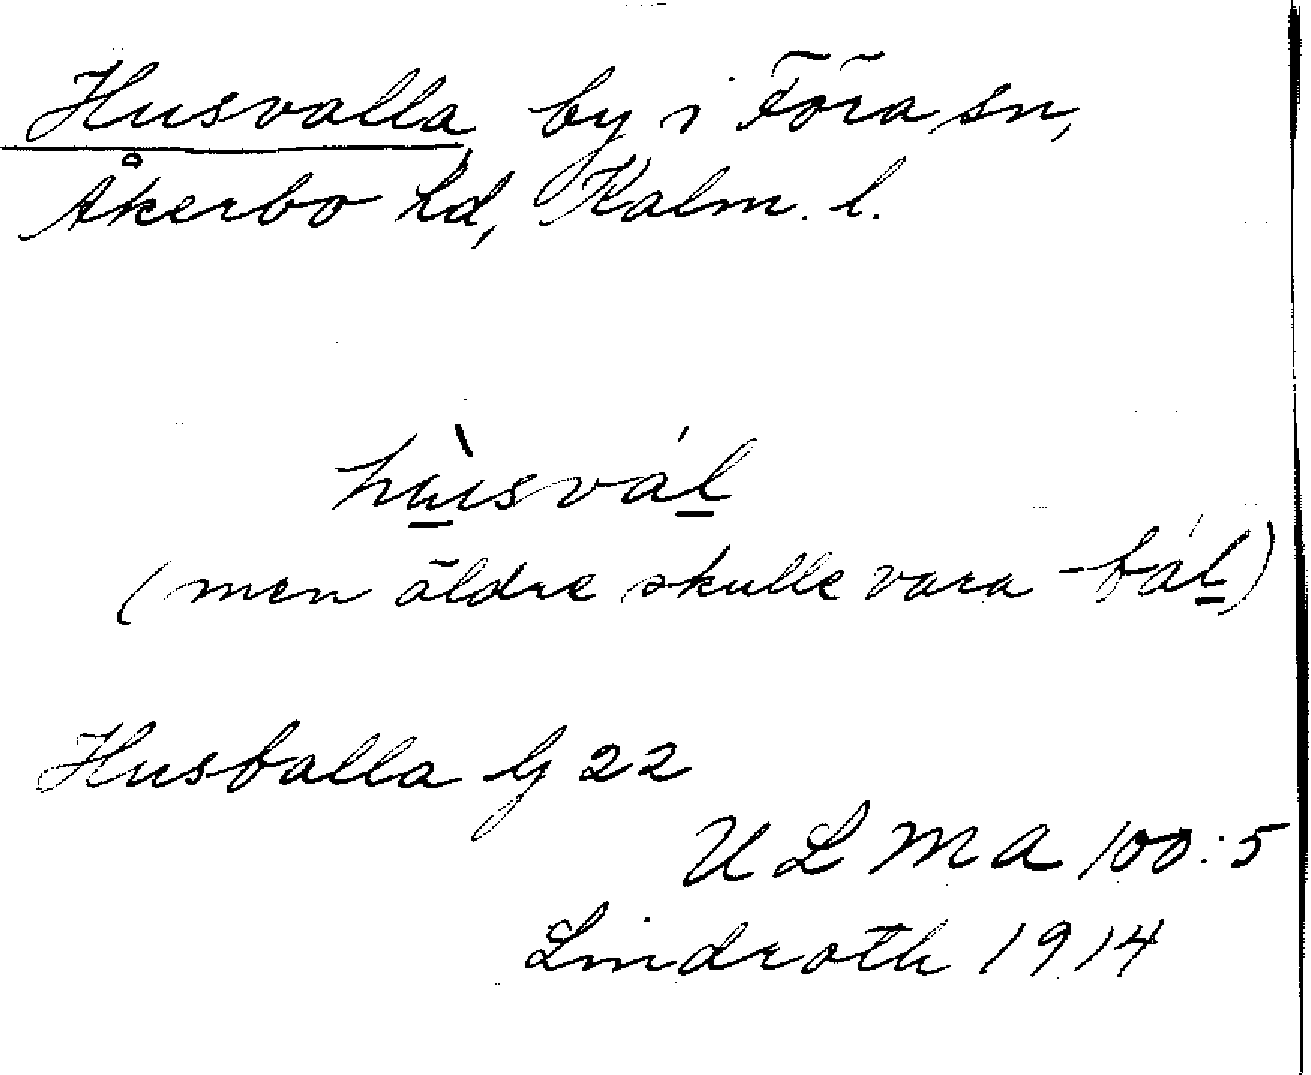 Husvalla by i Föra sn,
Åkerbo hd, Kalm. l.
hùsvál
(men äldre skulle vara -bál)
Husballa G 22
ULMA 100:5
Lindroth 1914